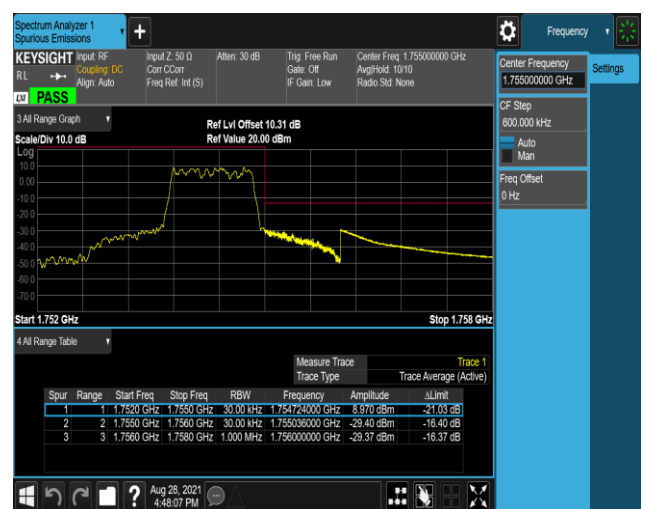 Spectrum Analyzer 1
Spurious Emissions
+
Frequency
KEYSIGHT Input: RF Input Z: 50 Ω Atten: 30 dB Trig: Free Run Center Freq: 1.755000000 GHz
RL Coupling: DC Corr CCorr Gate: Off Avg|Hold: 10/10
Align: Auto Freq Ref: Int (S) IF Gain: Low Radio Std: None
LXI PASS
Center Frequency
1.755000000 GHz
Settings
CF Step
600.000 kHz
Auto
Man
Freq Offset
0 Hz
3 All Range Graph
Ref Lvl Offset 10.31 dB
Scale/Div 10.0 dB Ref Value 20.00 dBm
Log
10.0
0.00
-10.0
-20.0
-30.0
-40.0
-50.0
-60.0
-70.0
Start 1.752 GHz Stop 1.758 GHz
4 All Range Table
Measure Trace Trace 1
Trace Type Trace Average (Active)
Spur Range Start Freq Stop Freq RBW Frequency Amplitude ΔLimit
1 1 1.7520 GHz 1.7550 GHz 30.00 kHz 1.754724000 GHz 8.970 dBm -21.03 dB
2 2 1.7550 GHz 1.7560 GHz 30.00 kHz 1.755036000 GHz -29.40 dBm -16.40 dB
3 3 1.7560 GHz 1.7580 GHz 1.000 MHz 1.756000000 GHz -29.37 dBm -16.37 dB
? Aug 28, 2021
4:48:07 PM